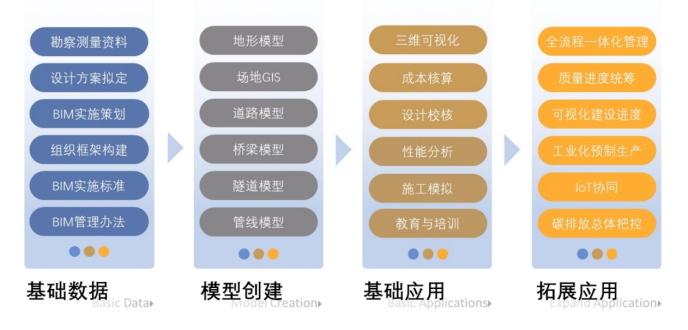 勘察测量资料
设计方案拟定
BIM实施策划
组织框架构建
BIM实施标准
BIM管理办法
基础数据
Basic Data
地形模型
场地GIS
道路模型
桥梁模型
隧道模型
管线模型
模型创建
Model Creation
三维可视化
成本核算
设计校核
性能分析
施工模拟
教育与培训
基础应用
Basic Applications
全流程一体化管理
质量进度统筹
可视化建设进度
工业化预制生产
IoT协同
碳排放总体把控
拓展应用
Expand Application